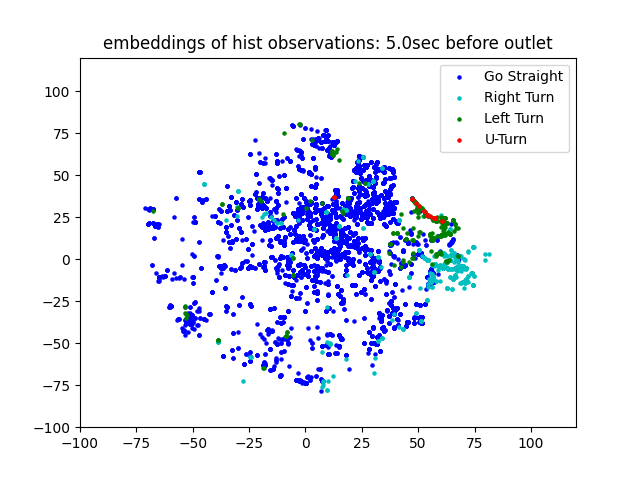 embeddings of hist observations: 5.0sec before outlet
Go Straight
Right Turn
Left Turn
U-Turn
100
75
50
25
0
−25
−50
−75
−100
−100 −75 −50 −25 0 25 50 75 100